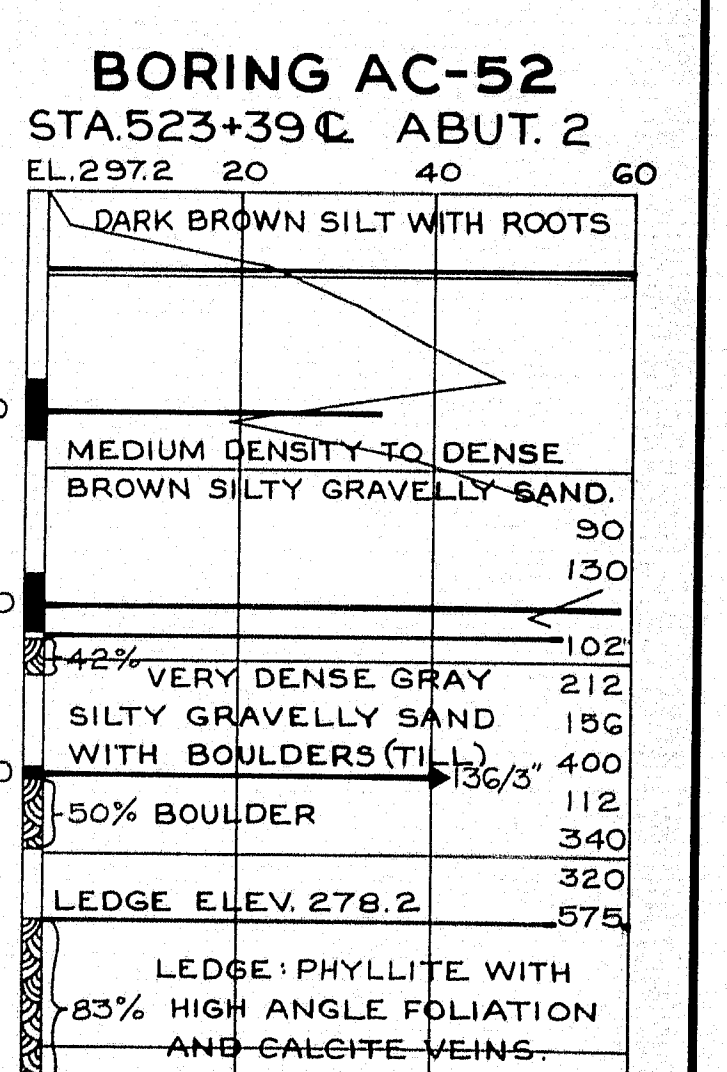 BORING AC-52
STA.523+39 ℄ ABUT. 2
EL.297.2 20 40 60
DARK BROWN SILT WITH ROOTS
MEDIUM DENSITY TO DENSE
BROWN SILTY GRAVELLY SAND.
90
130
102"
42%
VERY DENSE GRAY 212
SILTY GRAVELLY SAND 156
WITH BOULDERS (TILL) 400
136/3"
112
50% BOULDER
340
320
LEDGE ELEV. 278.2 575
LEDGE: PHYLLITE WITH
83% HIGH ANGLE FOLIATION
AND CALCITE VEINS.